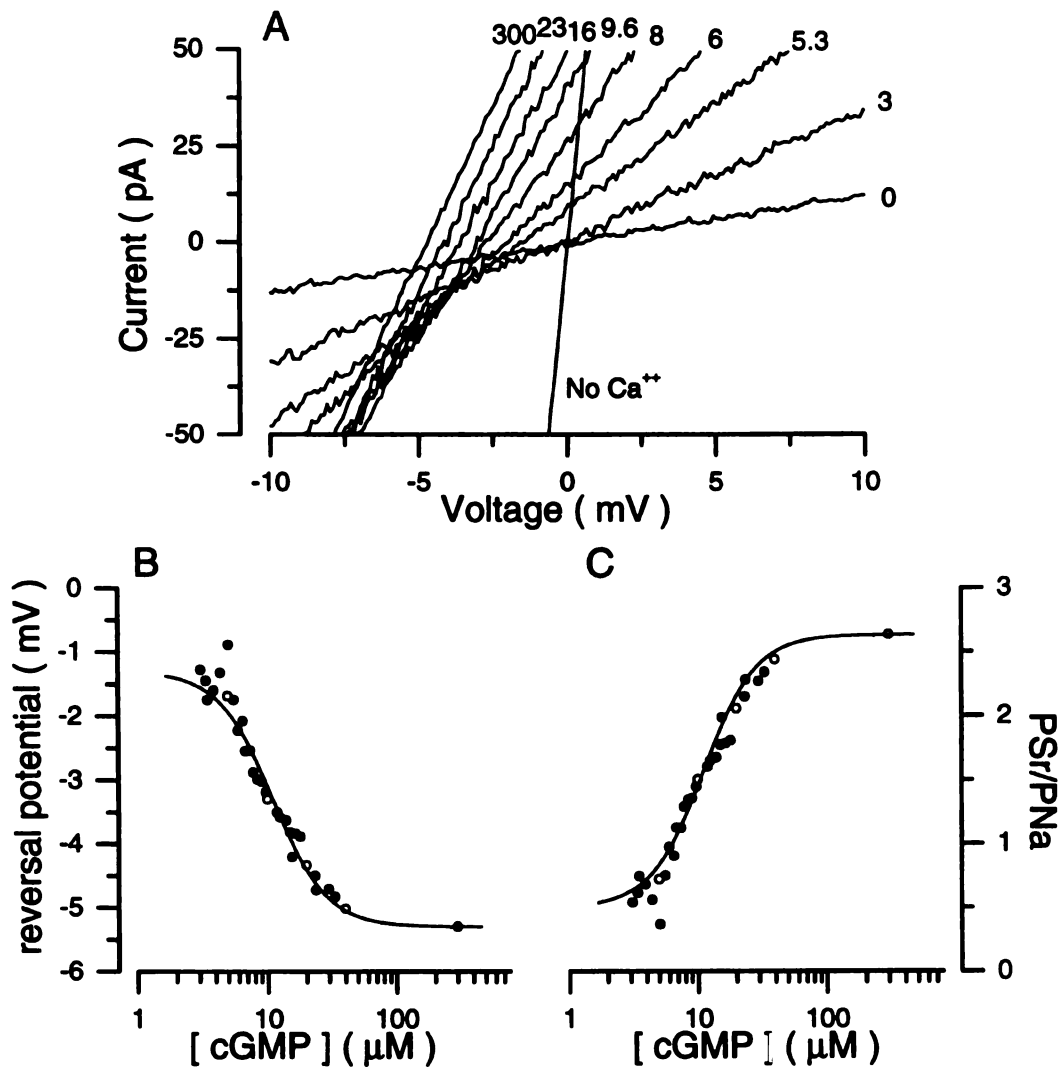 A
300 23 16 9.6 8 6 5.3
3
0
50
25
0
-25
-50
Current ( pA )
No Ca++
-10 -5 0 5 10
Voltage ( mV )
B
0
-1
-2
-3
-4
-5
-6
reversal potential ( mV )
1 10 100
[ cGMP ] ( μM )
C
3
2
1
0
PSr/PNa
1 10 100
[ cGMP ] ( μM )